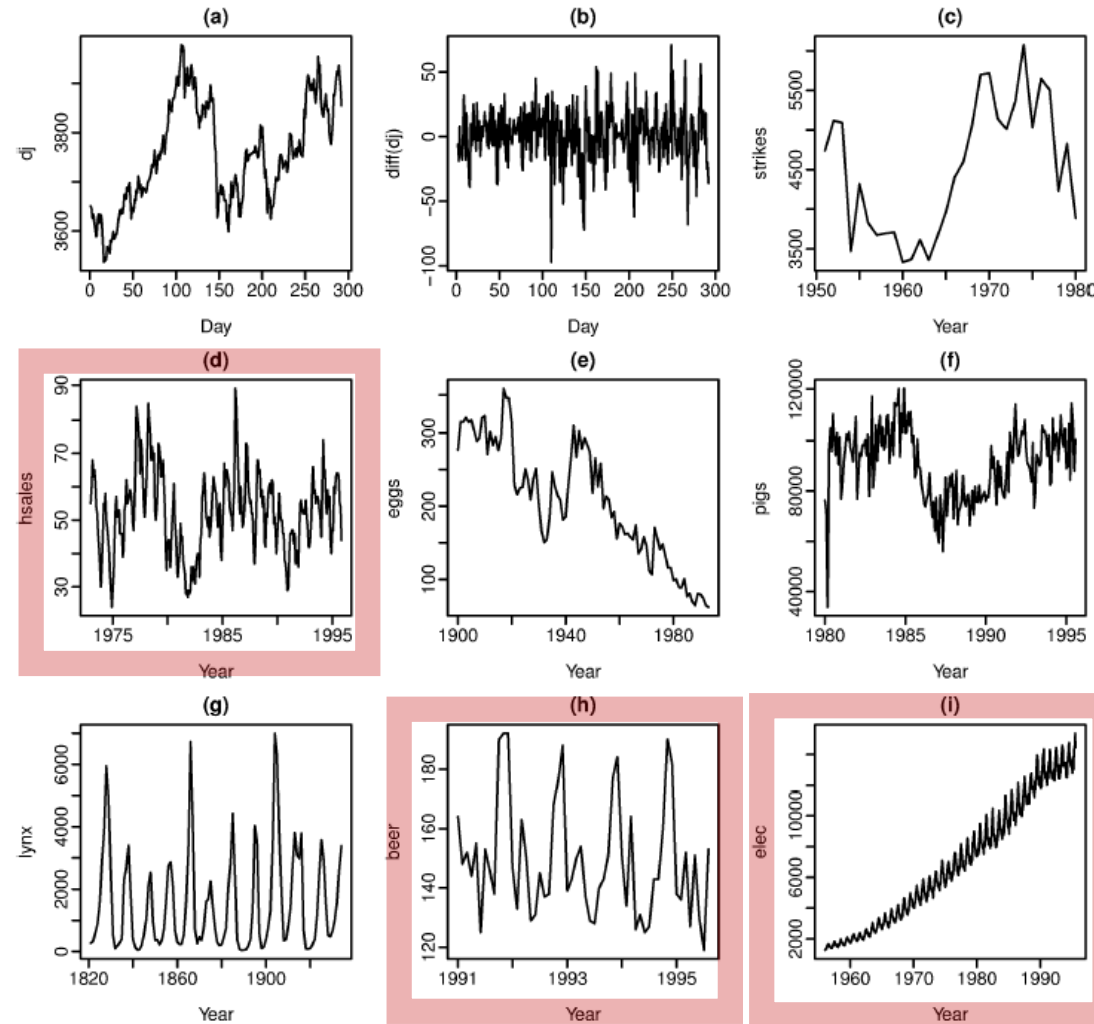 (a)
dj
3800
3600
0 50 100 150 200 250 300
Day
(b)
diff(dj)
50
0
−50
−100
0 50 100 150 200 250 300
Day
(c)
strikes
5500
4500
3500
1950 1960 1970 1980
Year
(d)
hsales
90
70
50
30
1975 1985 1995
Year
(e)
eggs
300
200
100
1900 1940 1980
Year
(f)
pigs
120000
80000
40000
1980 1985 1990 1995
Year
(g)
lynx
6000
4000
2000
0
1820 1860 1900
Year
(h)
beer
180
160
140
120
1991 1993 1995
Year
(i)
elec
10000
6000
2000
1960 1970 1980 1990
Year